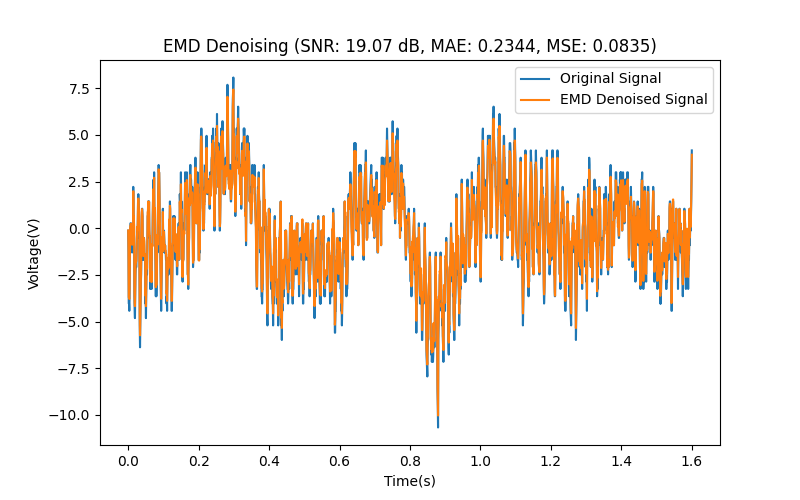 EMD Denoising (SNR: 19.07 dB, MAE: 0.2344, MSE: 0.0835)
Original Signal
EMD Denoised Signal
7.5
5.0
2.5
0.0
−2.5
−5.0
−7.5
−10.0
Voltage(V)
0.0 0.2 0.4 0.6 0.8 1.0 1.2 1.4 1.6
Time(s)